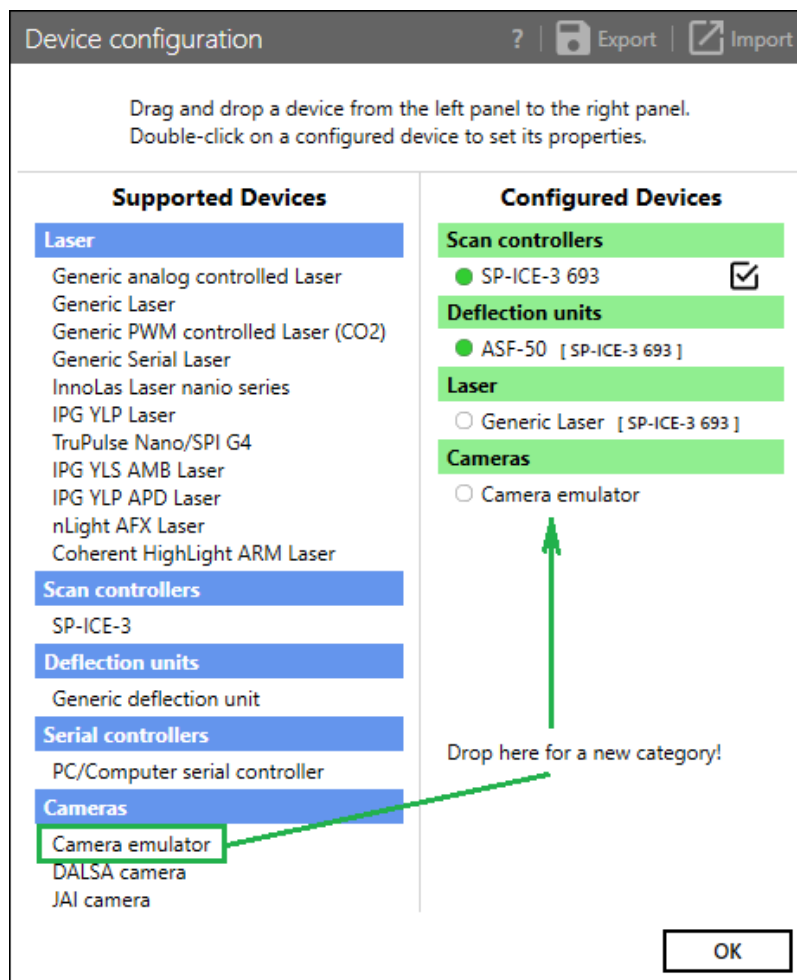 Device configuration ? Export Import
Drag and drop a device from the left panel to the right panel.
Double-click on a configured device to set its properties.
Supported Devices
Laser
Generic analog controlled Laser
Generic Laser
Generic PWM controlled Laser (CO2)
Generic Serial Laser
InnoLas Laser nanio series
IPG YLP Laser
TruPulse Nano/SPI G4
IPG YLS AMB Laser
IPG YLP APD Laser
nLight AFX Laser
Coherent HighLight ARM Laser
Scan controllers
SP-ICE-3
Deflection units
Generic deflection unit
Serial controllers
PC/Computer serial controller
Cameras
Camera emulator
DALSA camera
JAI camera
Configured Devices
Scan controllers
SP-ICE-3 693
Deflection units
ASF-50 [ SP-ICE-3 693 ]
Laser
Generic Laser [ SP-ICE-3 693 ]
Cameras
Camera emulator
Drop here for a new category!
OK